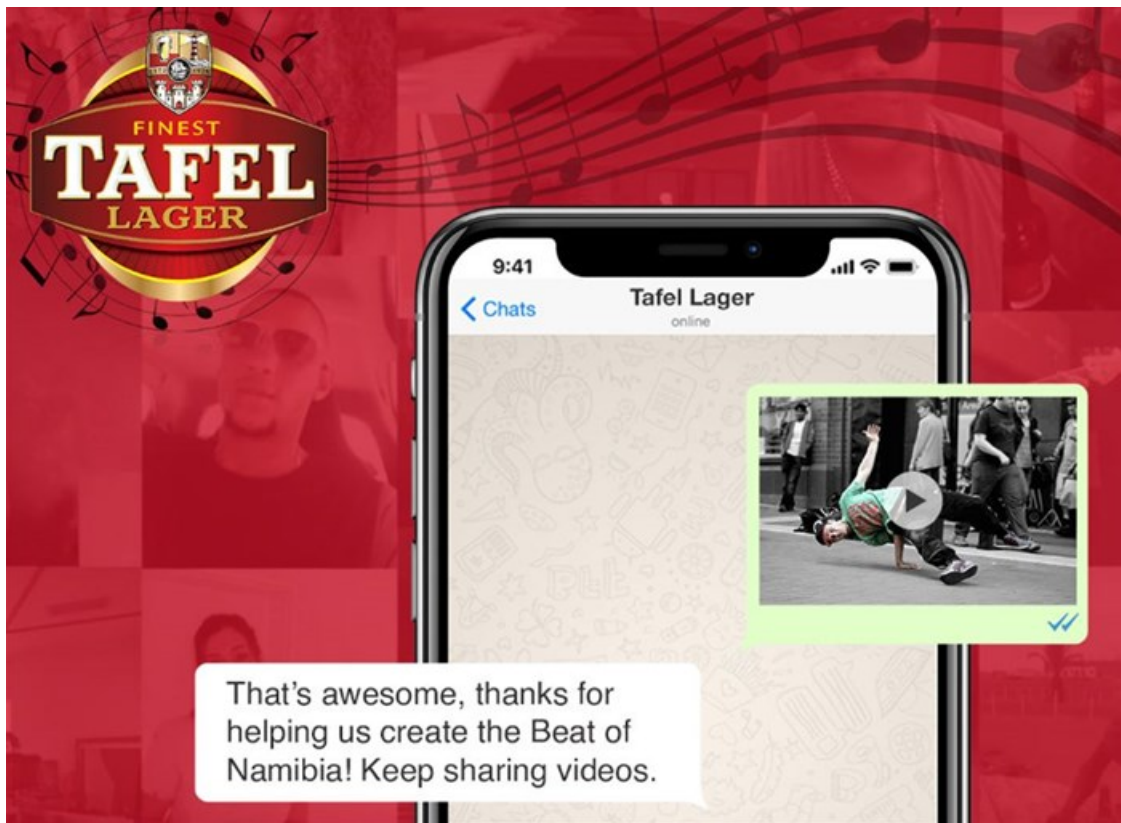 FINEST
TAFEL
LAGER
9:41
Chats
Tafel Lager
online
That's awesome, thanks for
helping us create the Beat of
Namibia! Keep sharing videos.